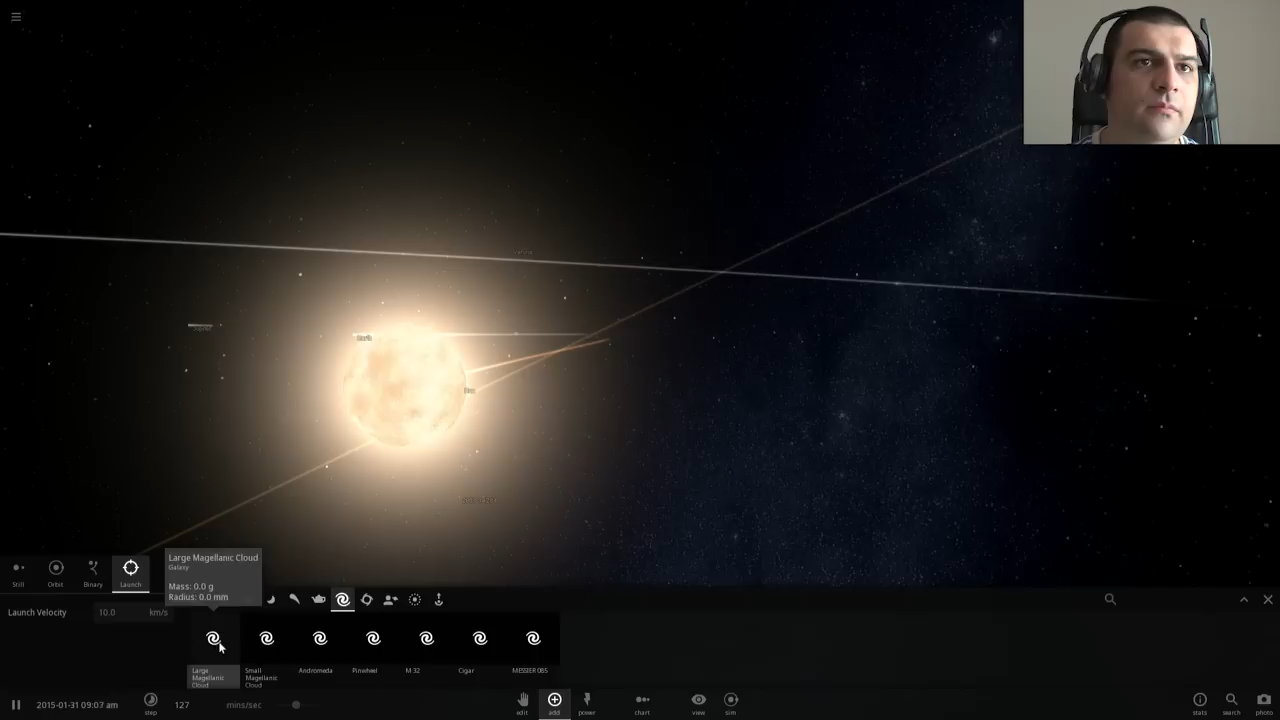 Earth
Large Magellanic Cloud
Galaxy
Mass: 0.0 g
Radius: 0.0 mm
Still
Orbit
Binary
Launch
Launch Velocity
10.0 km/s
Large Magellanic Cloud
Small Magellanic Cloud
Andromeda
Pinwheel
M 32
Cigar
MESSIER 085
2015-01-31 09:03 am
step
127
mins/sec
edit
add
power
chart
view
sim
stats
search
photo